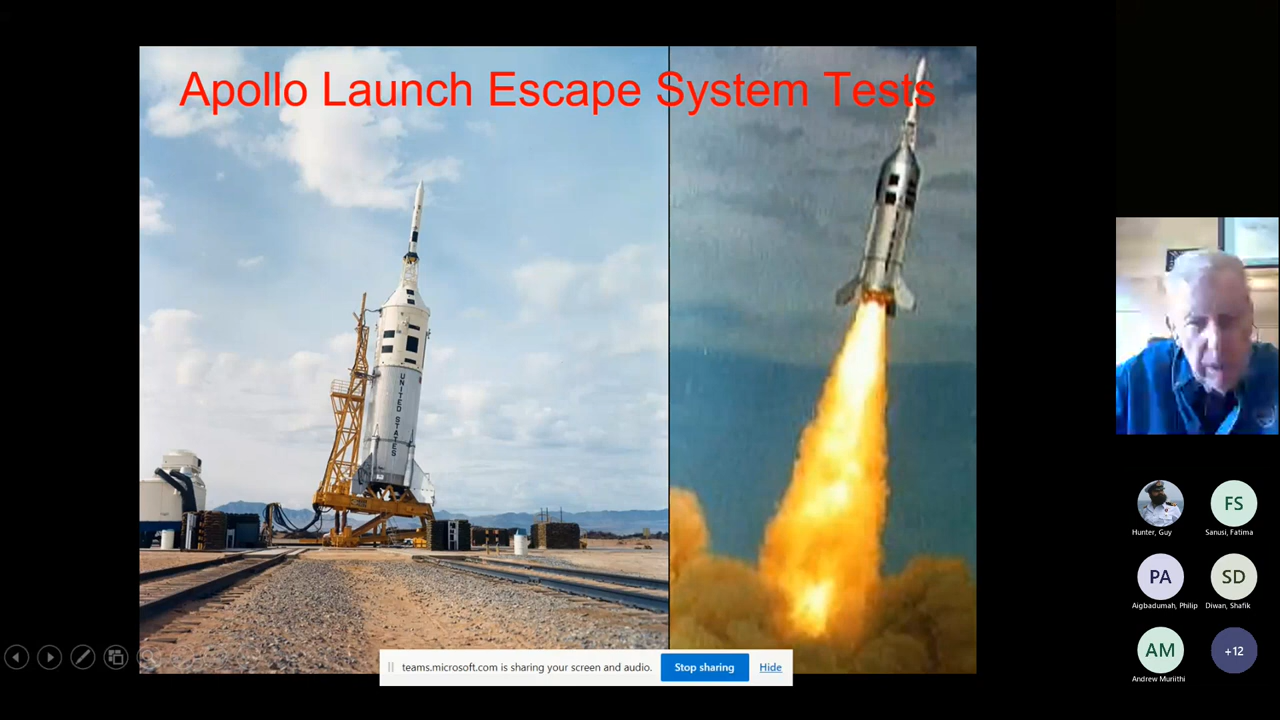 Apollo Launch Escape System Tests
UNITED STATES
Hunter, Guy
FS
Sanusi, Fatima
PA
Aigbadumah, Philip
SD
Diwan, Shafik
AM
Andrew Muriithi
+12
teams.microsoft.com is sharing your screen and audio.
Stop sharing
Hide